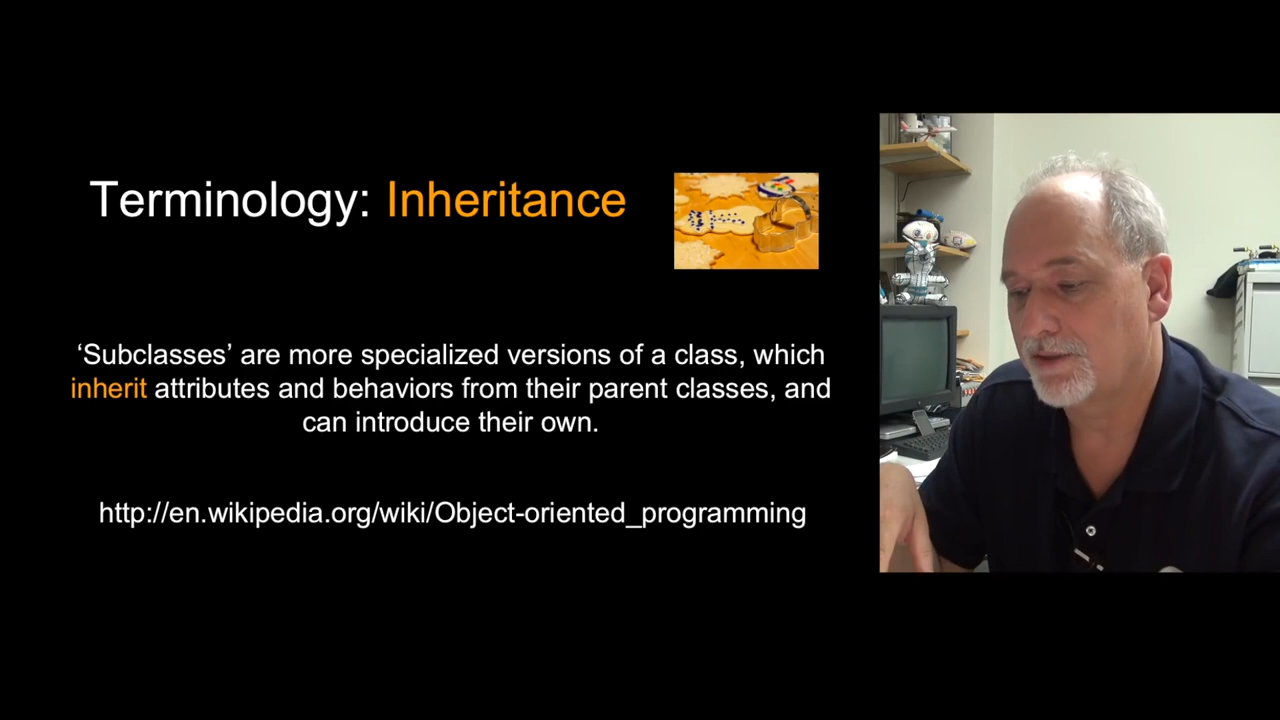 Terminology: Inheritance
‘Subclasses’ are more specialized versions of a class, which
inherit attributes and behaviors from their parent classes, and
can introduce their own.
http://en.wikipedia.org/wiki/Object-oriented_programming